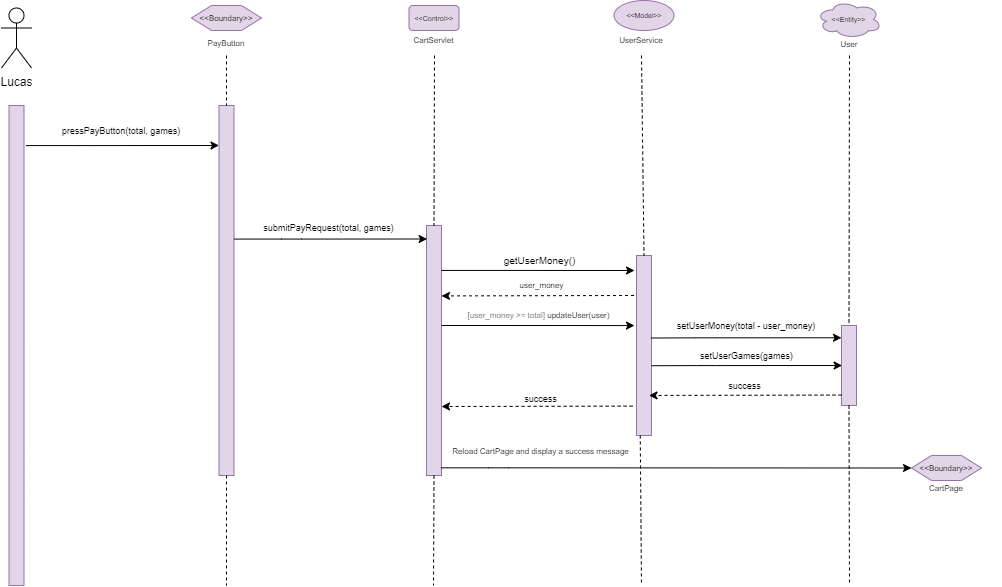 <<Boundary>>
<<Control>>
<<Model>>
<<Entity>>
PayButton
CartServlet
UserService
User
Lucas
pressPayButton(total, games)
submitPayRequest(total, games)
getUserMoney()
user_money
[user_money >= total] updateUser(user)
setUserMoney(total - user_money)
setUserGames(games)
success
success
Reload CartPage and display a success message
<<Boundary>>
CartPage